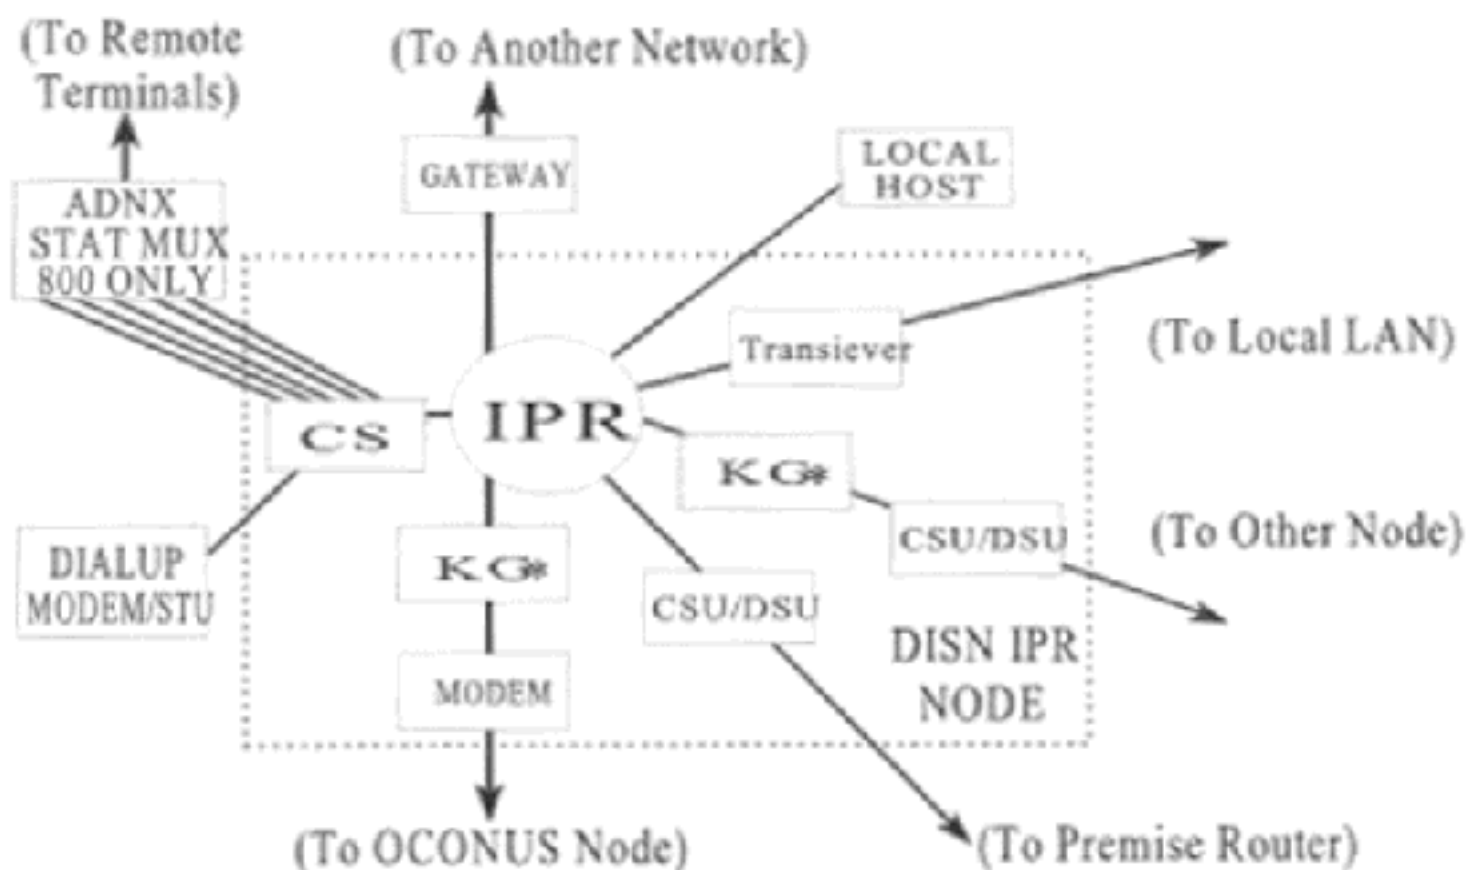 (To Remote
Terminals)
(To Another Network)
GATEWAY
LOCAL
HOST
ADNX
STAT MUX
800 ONLY
Transiever
(To Local LAN)
CS
IPR
KG*
CSU/DSU
(To Other Node)
DIALUP
MODEM/STU
KG*
CSU/DSU
MODEM
DISN IPR
NODE
(To OCONUS Node)
(To Premise Router)